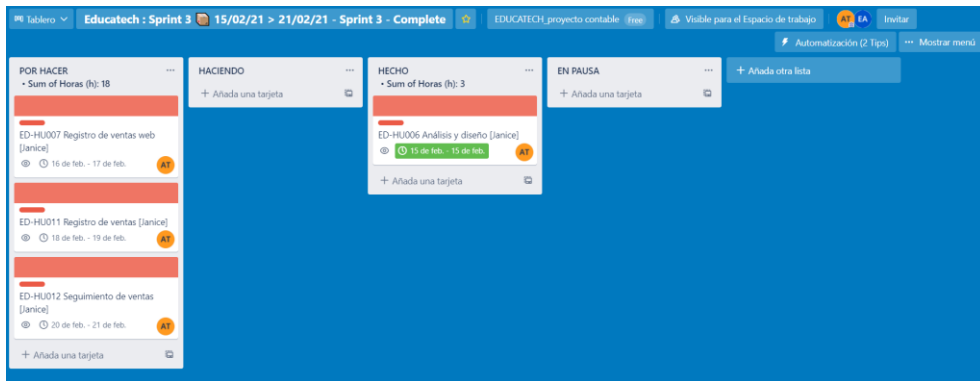 Tablero
Educatech : Sprint 3 15/02/21 > 21/02/21 - Sprint 3 - Complete
EDUCATECH_proyecto contable Free
Visible para el Espacio de trabajo
AT EA
Invitar
Automatización (2 Tips)
Mostrar menú
POR HACER
• Sum of Horas (h): 18
ED-HU007 Registro de ventas web
[Janice]
16 de feb. - 17 de feb.
AT
ED-HU011 Registro de ventas [Janice]
18 de feb. - 19 de feb.
AT
ED-HU012 Seguimiento de ventas
[Janice]
20 de feb. - 21 de feb.
AT
+ Añada una tarjeta
HACIENDO
+ Añada una tarjeta
HECHO
• Sum of Horas (h): 3
ED-HU006 Análisis y diseño [Janice]
15 de feb. - 15 de feb.
AT
+ Añada una tarjeta
EN PAUSA
+ Añada una tarjeta
+ Añada otra lista